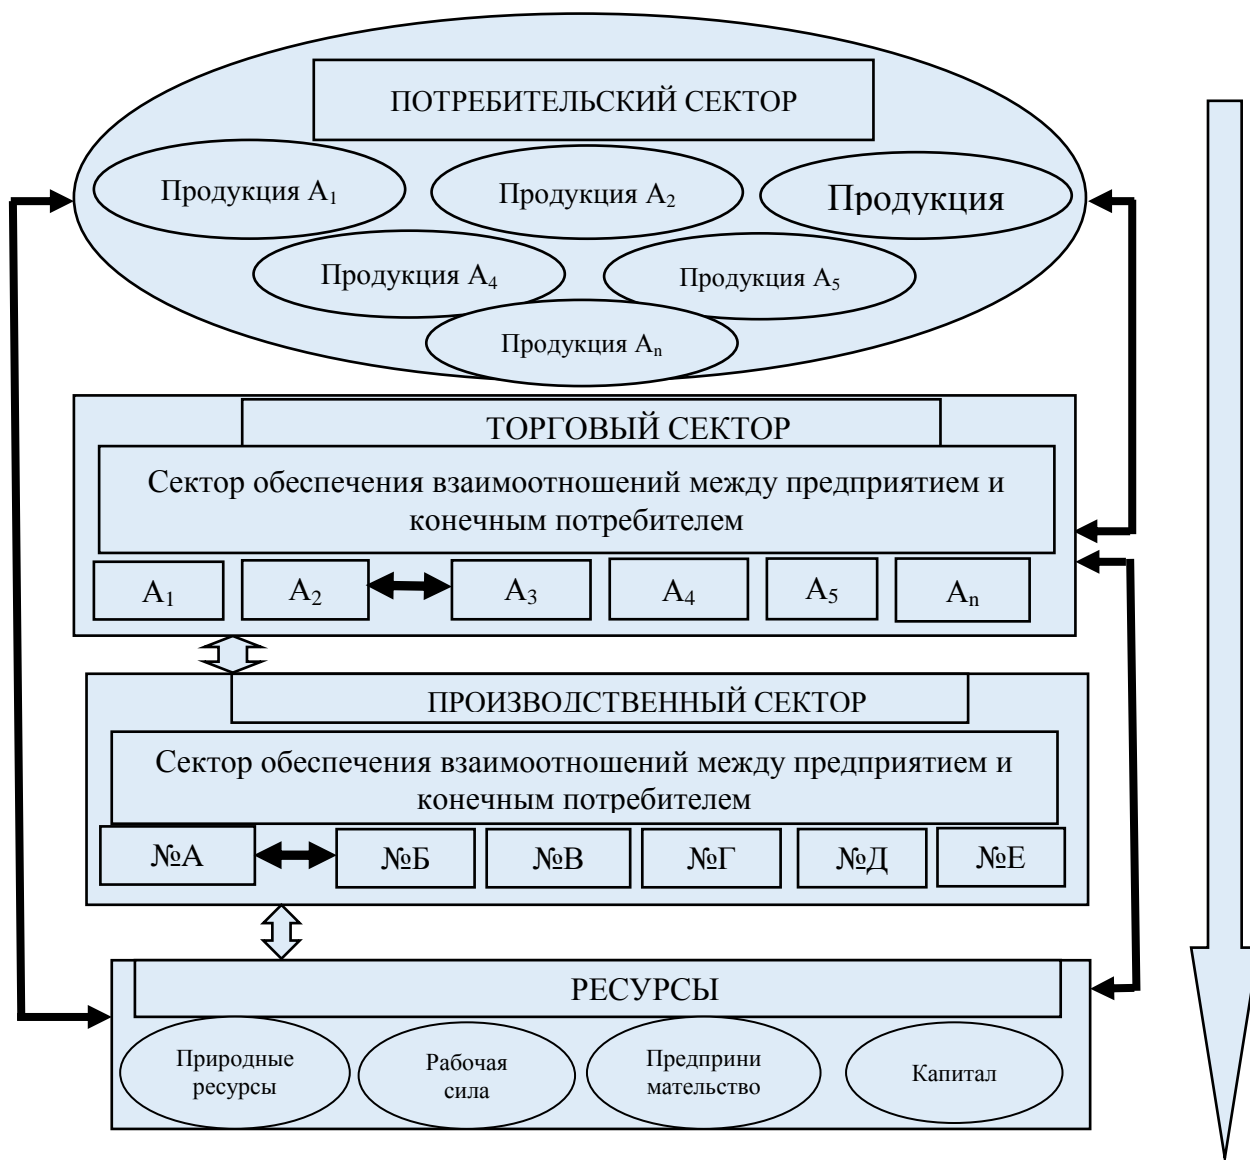 ПОТРЕБИТЕЛЬСКИЙ СЕКТОР
Продукция А1
Продукция А2
Продукция
Продукция А4
Продукция А5
Продукция Аn
ТОРГОВЫЙ СЕКТОР
Сектор обеспечения взаимоотношений между предприятием и
конечным потребителем
А1
А2
А3
А4
А5
Аn
ПРОИЗВОДСТВЕННЫЙ СЕКТОР
Сектор обеспечения взаимоотношений между предприятием и
конечным потребителем
№А
№Б
№В
№Г
№Д
№Е
РЕСУРСЫ
Природные
ресурсы
Рабочая
сила
Предприни
мательство
Капитал